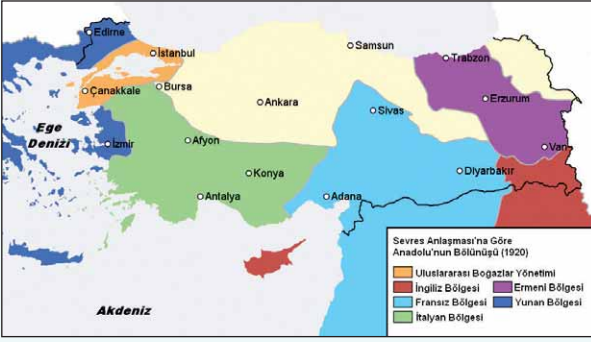 Edirne
İstanbul
Samsun
Trabzon
Çanakkale
Bursa
Ankara
Sivas
Erzurum
Ege
Denizi
İzmir
Afyon
Van
Konya
Diyarbakır
Antalya
Adana
Akdeniz
Sevres Anlaşması'na Göre
Anadolu'nun Bölünüşü (1920)
Uluslararası Boğazlar Yönetimi
İngiliz Bölgesi
Ermeni Bölgesi
Fransız Bölgesi
Yunan Bölgesi
İtalyan Bölgesi